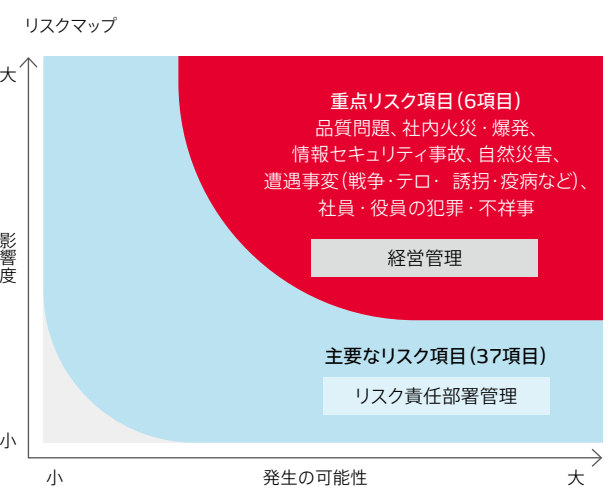 リスクマップ
大
影響度
小
重点リスク項目(6項目)
品質問題、社内火災・爆発、
情報セキュリティ事故、自然災害、
遭遇事変(戦争・テロ・ 誘拐・疫病など)、
社員・役員の犯罪・不祥事
経営管理
主要なリスク項目(37項目)
リスク責任部署管理
小
発生の可能性
大